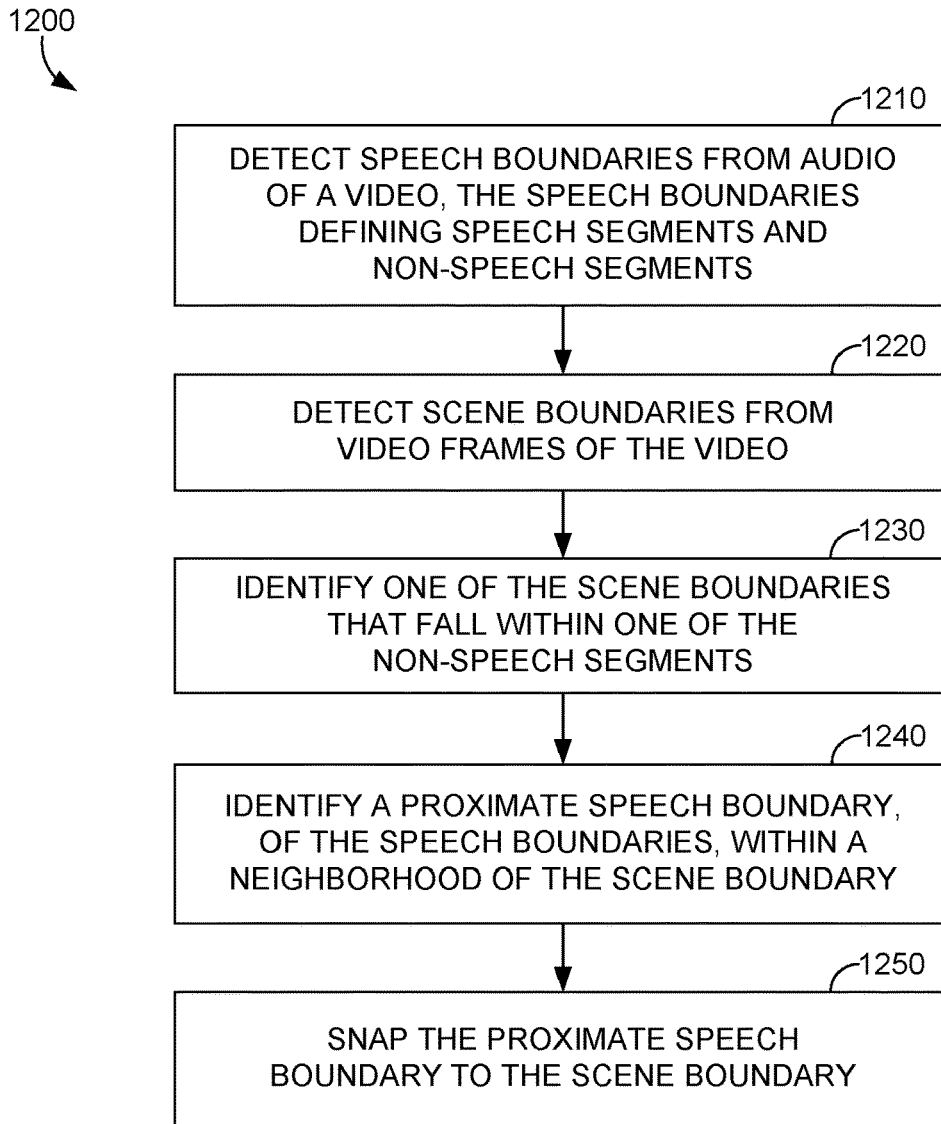 1200
1210
DETECT SPEECH BOUNDARIES FROM AUDIO
OF A VIDEO, THE SPEECH BOUNDARIES
DEFINING SPEECH SEGMENTS AND
NON-SPEECH SEGMENTS
1220
DETECT SCENE BOUNDARIES FROM
VIDEO FRAMES OF THE VIDEO
1230
IDENTIFY ONE OF THE SCENE BOUNDARIES
THAT FALL WITHIN ONE OF THE
NON-SPEECH SEGMENTS
1240
IDENTIFY A PROXIMATE SPEECH BOUNDARY,
OF THE SPEECH BOUNDARIES, WITHIN A
NEIGHBORHOOD OF THE SCENE BOUNDARY
1250
SNAP THE PROXIMATE SPEECH
BOUNDARY TO THE SCENE BOUNDARY